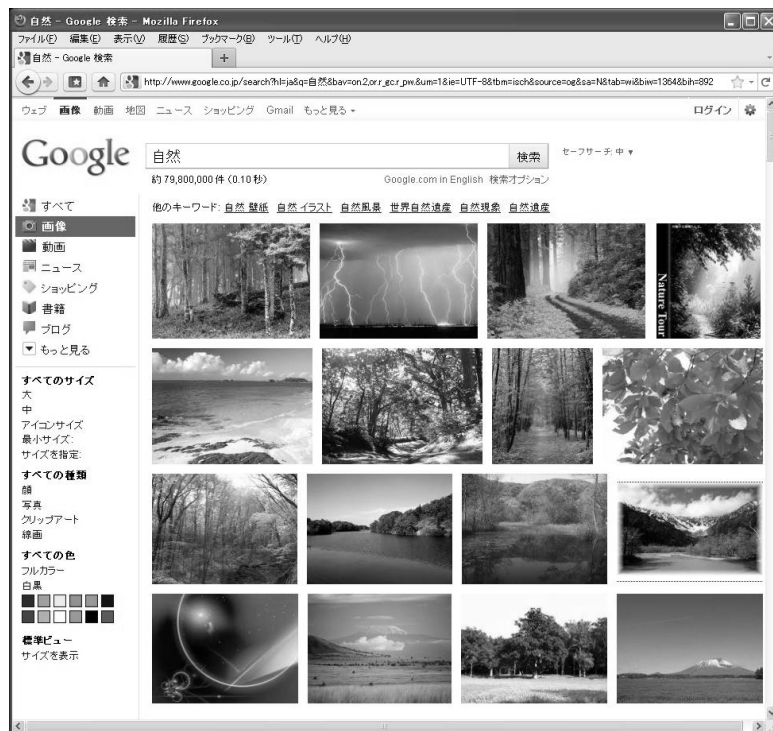 自然 - Google 検索 - Mozilla Firefox
ファイル(F) 編集(E) 表示(V) 履歴(S) ブックマーク(B) ツール(T) ヘルプ(H)
自然 - Google 検索
http://www.google.co.jp/search?hl=ja&q=自然&bav=on.2,or.r_gc.r_pw.&um=1&ie=UTF-8&tbm=isch&source=og&sa=N&tab=wi&biw=1364&bih=892
ウェブ 画像 動画 地図 ニュース ショッピング Gmail もっと見る
ログイン
Google
自然
検索
セーフサーチ: 中 ▼
約 79,800,000 件 (0.10 秒)
Google.com in English 検索オプション
すべて
画像
動画
ニュース
ショッピング
書籍
ブログ
もっと見る
すべてのサイズ
大
中
アイコンサイズ
最小サイズ:
サイズを指定:
すべての種類
顔
写真
クリップアート
線画
すべての色
フルカラー
白黒
標準ビュー
サイズを表示
他のキーワード: 自然 壁紙 自然 イラスト 自然風景 世界自然遺産 自然現象 自然遺産
Nature Tour